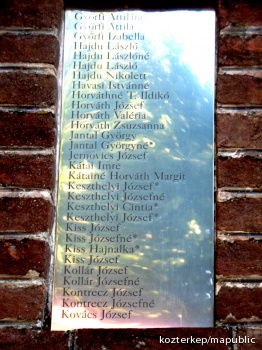 Győrfi Attiláné
Győrfi Attila
Győrfi Izabella
Hajdu László
Hajdu Lászlóné
Hajdu László
Hajdu Nikolett
Havasi Istvánné
Horváthné T. Ildikó
Horváth József
Horváth Valéria
Horváth Zsuzsanna
Jantal György
Jantal Györgyné*
Jernovics József
Kátai Imre
Kátainé Horváth Margit
Keszthelyi József*
Keszthelyi Józsefné
Keszthelyi Cintia*
Keszthelyi József*
Kiss József
Kiss Józsefné*
Kiss Hajnalka*
Kiss József
Kollár József
Kollár Józsefné
Kontrecz József
Kontrecz Józsefné
Kovács József
kozterkep/mapublic